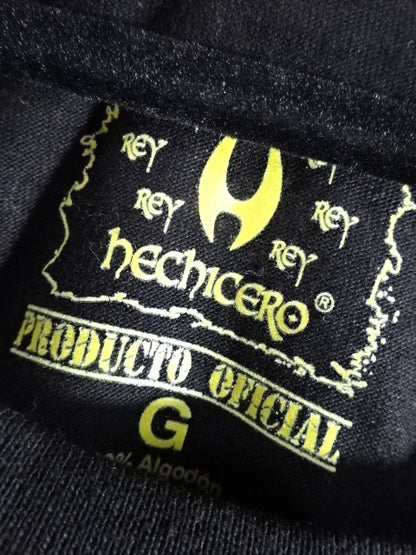 REY
REY
REY
REY
HECHICERO®
PRODUCTO OFICIAL
G
% Algodón